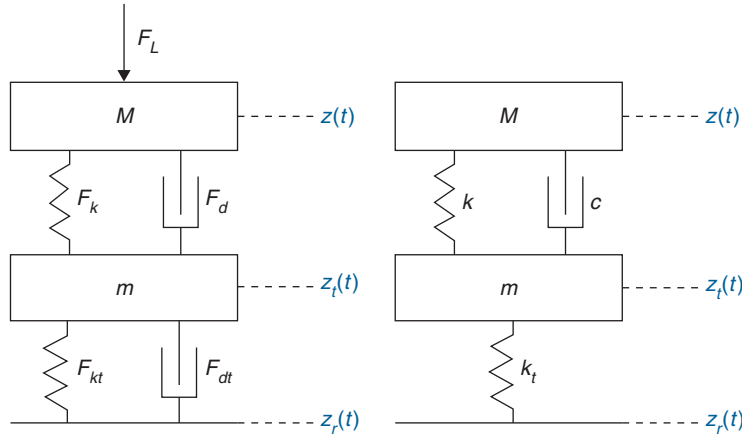 F_L
M
z(t)
F_k
F_d
m
z_t(t)
F_kt
F_dt
z_r(t)
M
z(t)
k
c
m
z_t(t)
k_t
z_r(t)